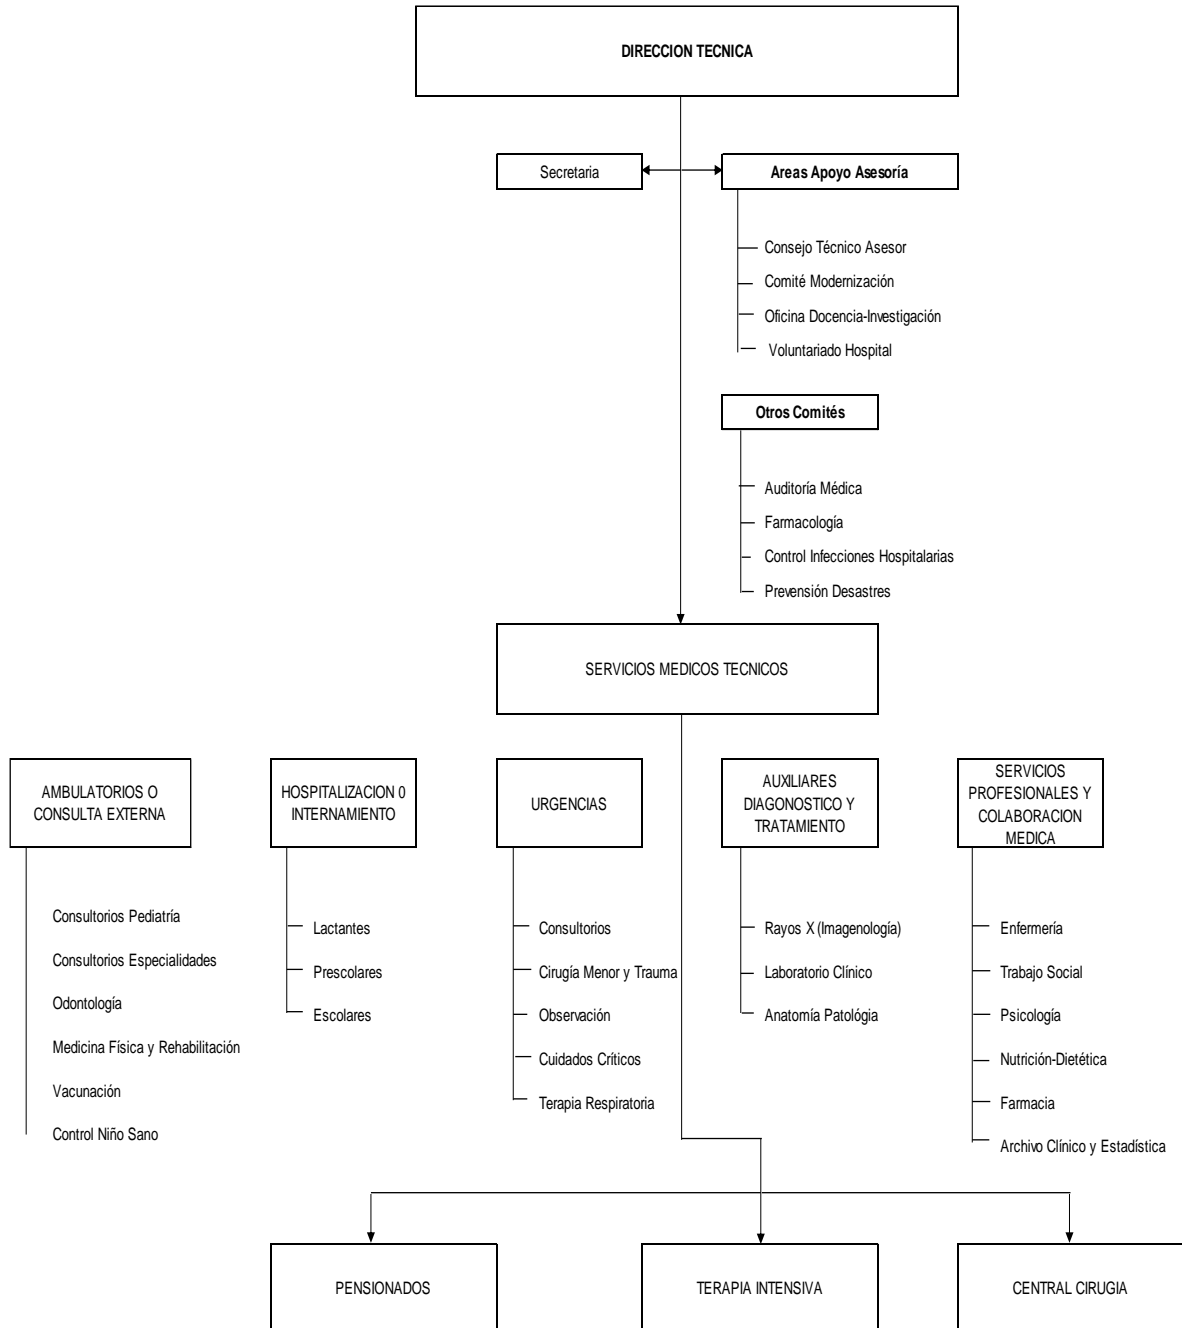 DIRECCION TECNICA
Secretaria
Areas Apoyo Asesoría
Consejo Técnico Asesor
Comité Modernización
Oficina Docencia-Investigación
Voluntariado Hospital
Otros Comités
Auditoría Médica
Farmacología
Control Infecciones Hospitalarias
Prevención Desastres
SERVICIOS MEDICOS TECNICOS
AMBULATORIOS O
CONSULTA EXTERNA
Consultorios Pediatría
Consultorios Especialidades
Odontología
Medicina Física y Rehabilitación
Vacunación
Control Niño Sano
HOSPITALIZACION 0
INTERNAMIENTO
Lactantes
Prescolares
Escolares
URGENCIAS
Consultorios
Cirugía Menor y Trauma
Observación
Cuidados Críticos
Terapia Respiratoria
AUXILIARES
DIAGONOSTICO Y
TRATAMIENTO
Rayos X (Imagenología)
Laboratorio Clínico
Anatomía Patológia
SERVICIOS
PROFESIONALES Y
COLABORACION
MEDICA
Enfermería
Trabajo Social
Psicología
Nutrición-Dietética
Farmacia
Archivo Clínico y Estadística
PENSIONADOS
TERAPIA INTENSIVA
CENTRAL CIRUGIA